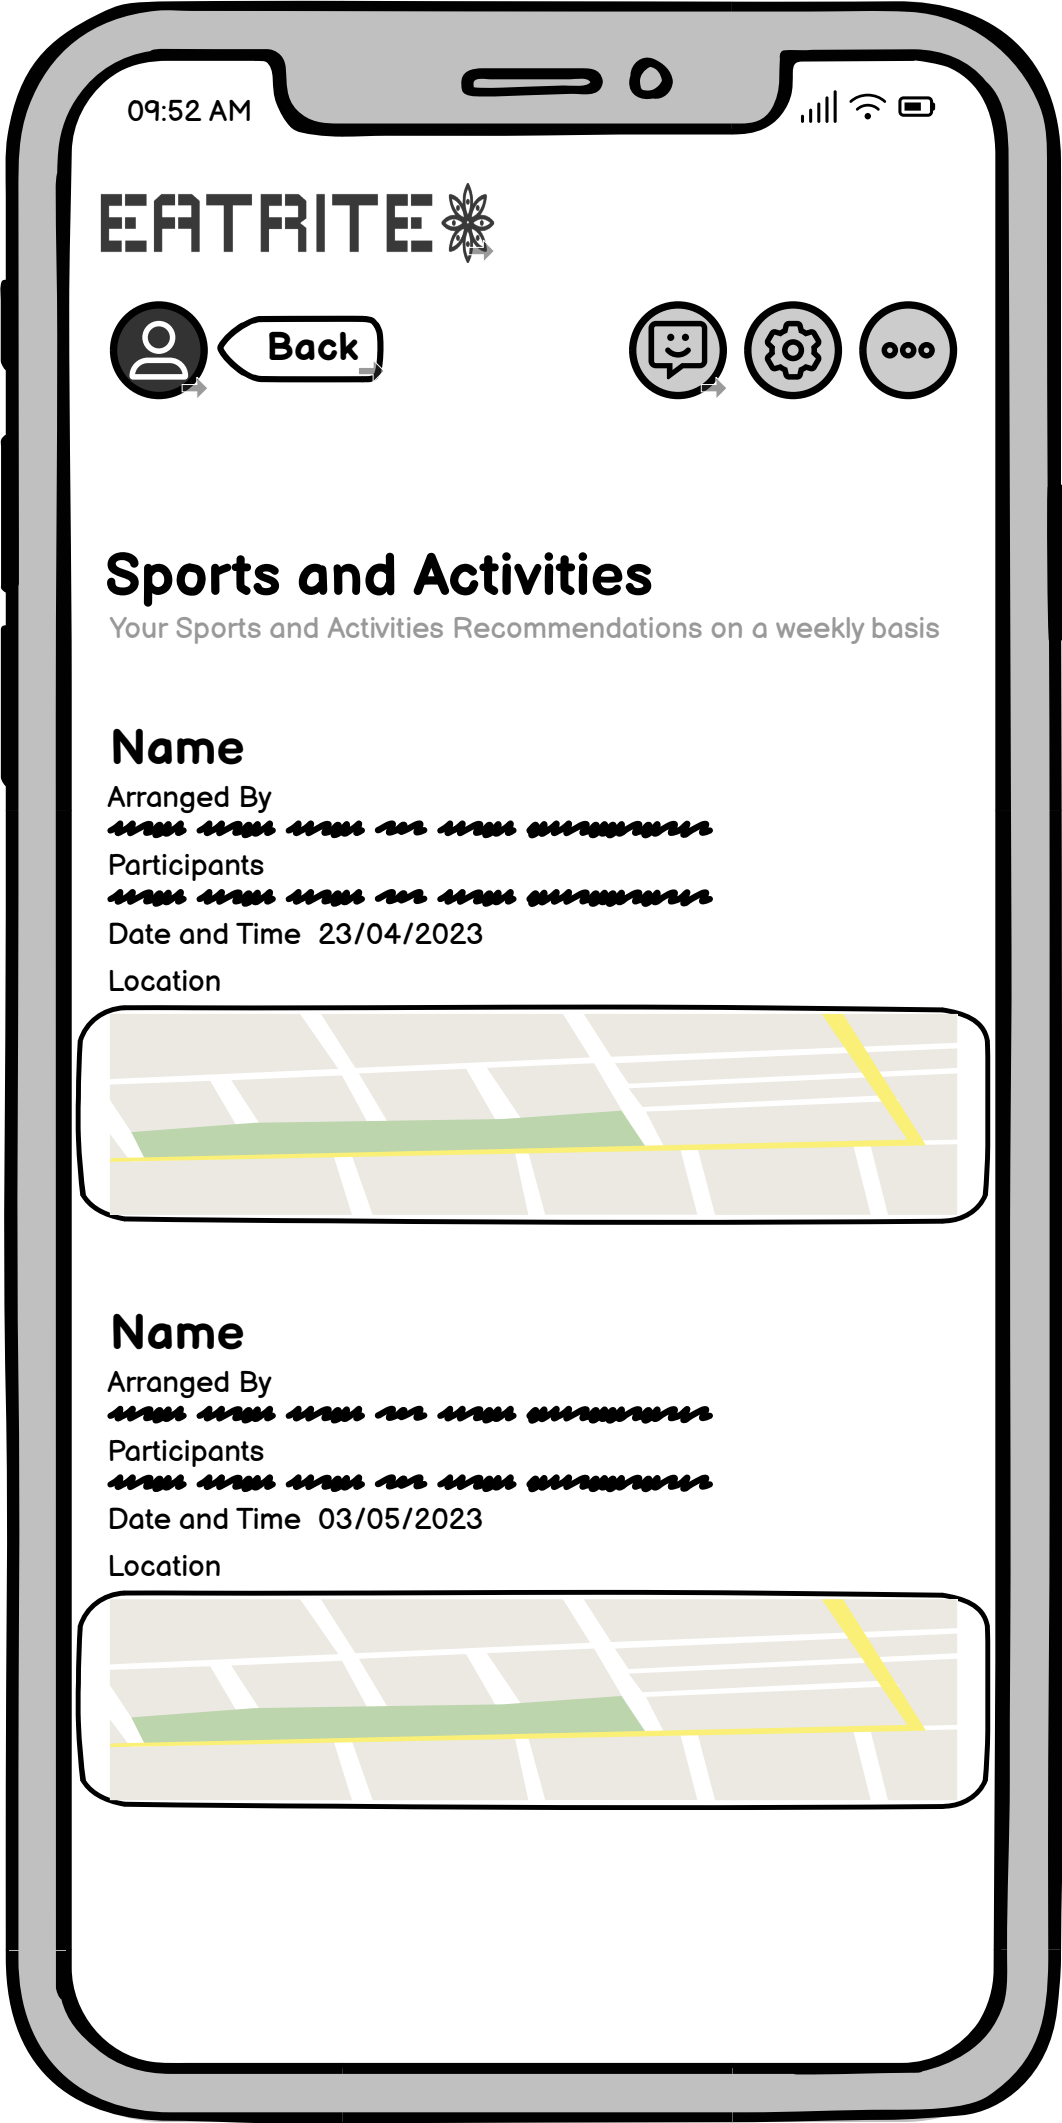 09:52 AM
EATRITE
Back
Sports and Activities
Your Sports and Activities Recommendations on a weekly basis
Name
Arranged By
Participants
Date and Time 23/04/2023
Location
Name
Arranged By
Participants
Date and Time 03/05/2023
Location